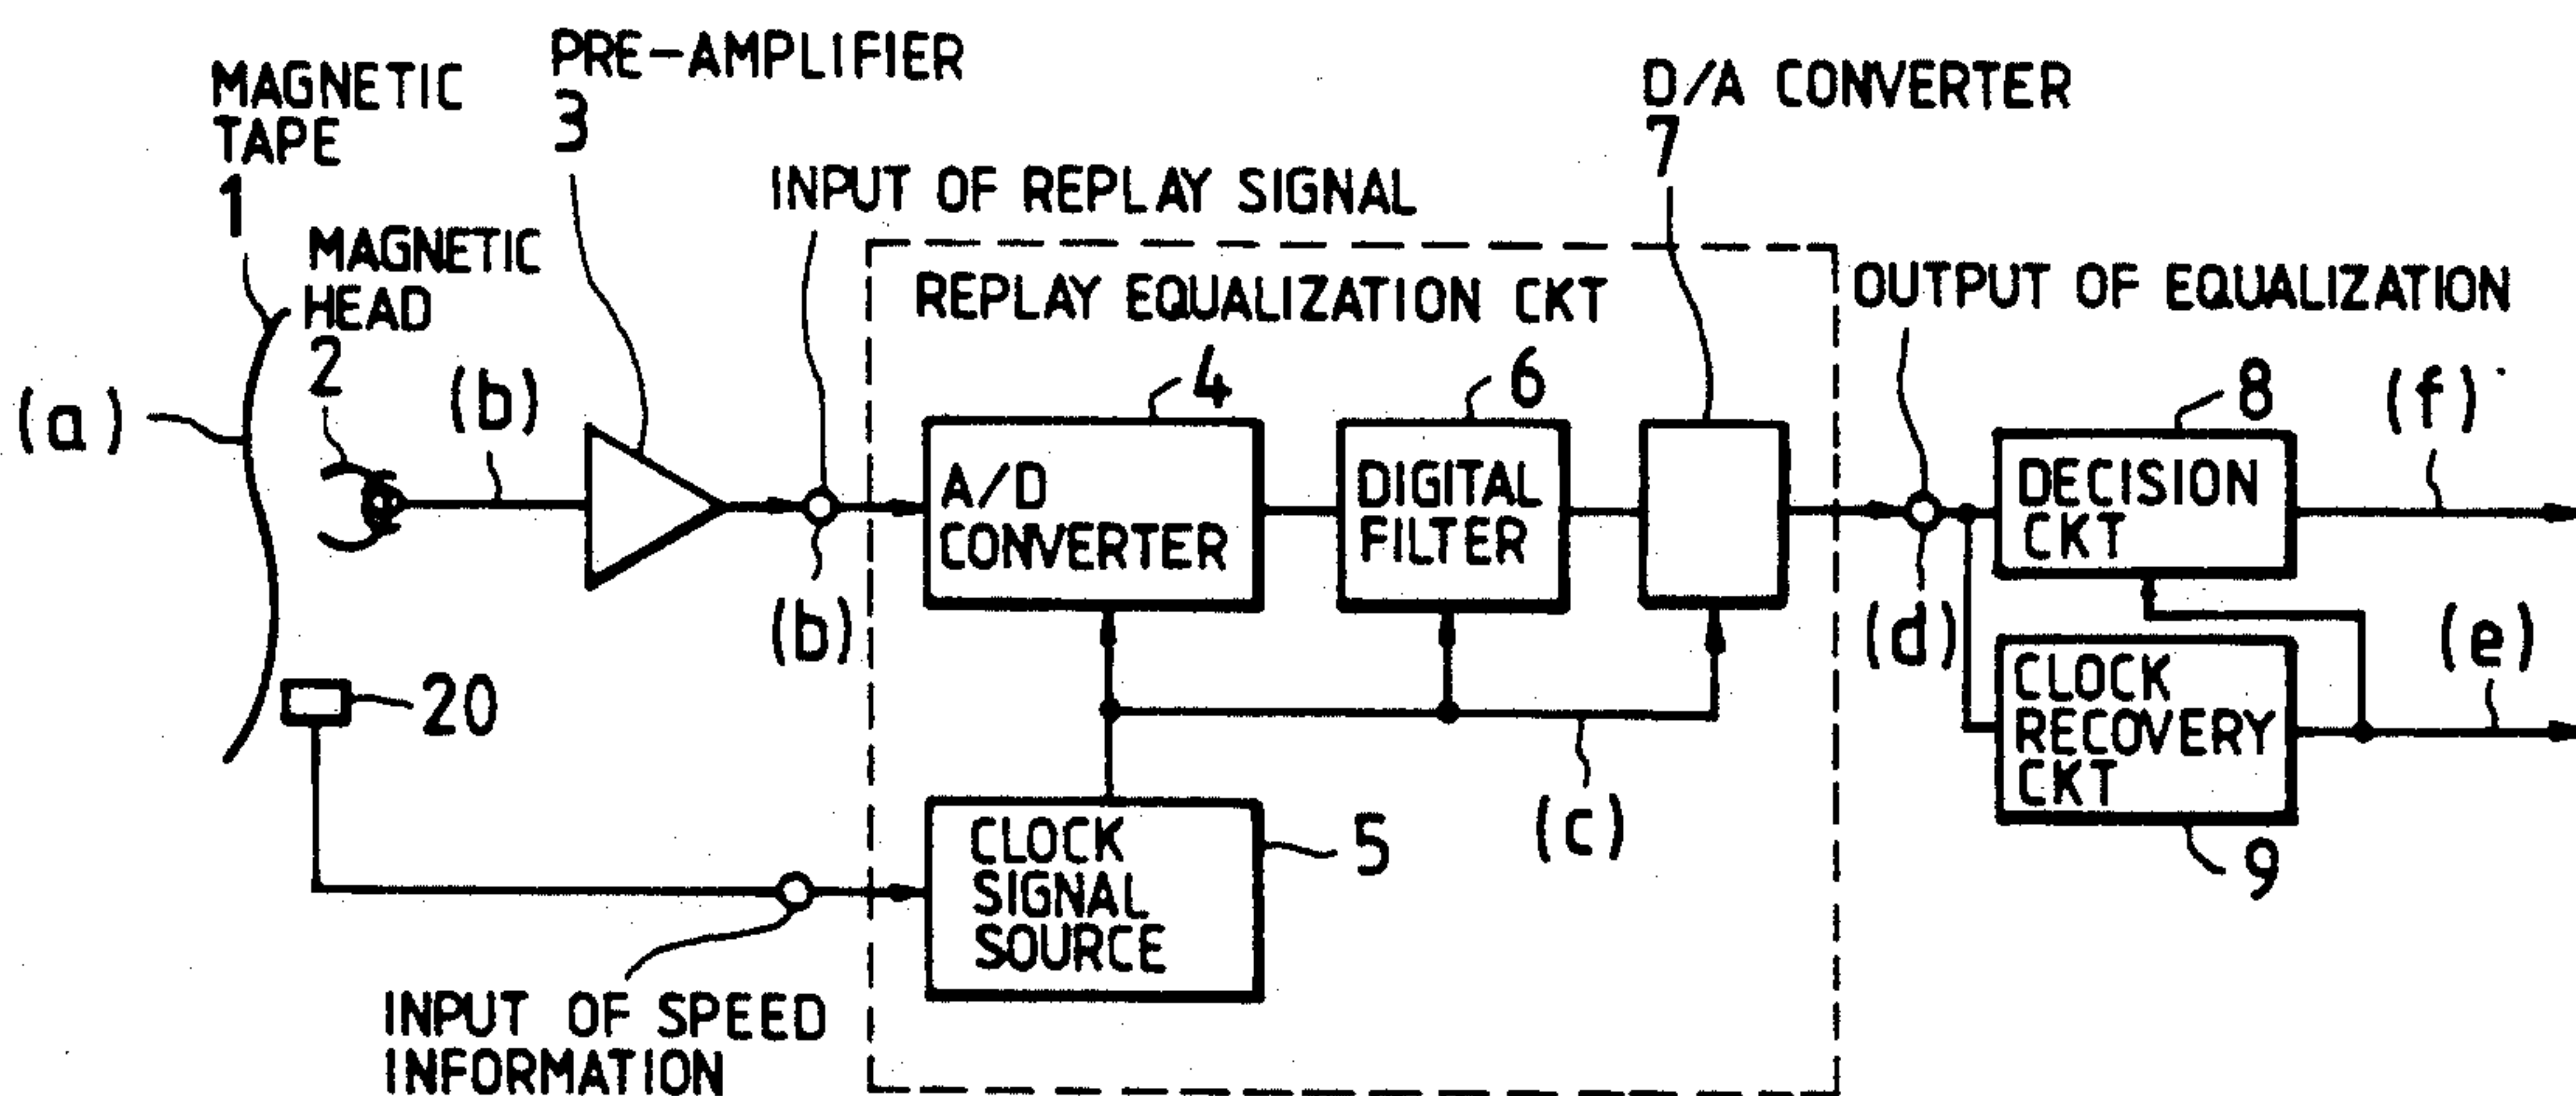 PRE-AMPLIFIER
3
MAGNETIC
TAPE
1
D/A CONVERTER
7
INPUT OF REPLAY SIGNAL
MAGNETIC
HEAD
2
REPLAY EQUALIZATION CKT
OUTPUT OF EQUALIZATION
(a)
(b)
4
6
8
(f)
A/D
CONVERTER
DIGITAL
FILTER
DECISION
CKT
(b)
(d)
(e)
20
CLOCK
RECOVERY
CKT
(c)
CLOCK
SIGNAL
SOURCE
5
9
INPUT OF SPEED
INFORMATION